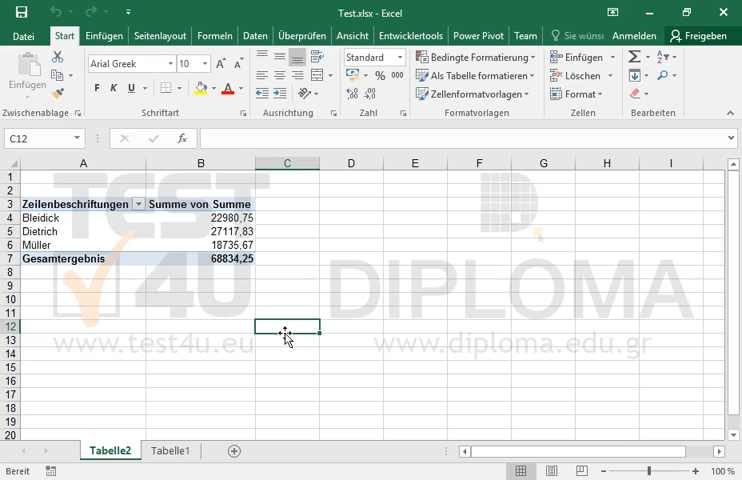 Test.xlsx - Excel
Datei Start Einfügen Seitenlayout Formeln Daten Überprüfen Ansicht Entwicklertools Power Pivot Team Sie wünsc Anmelden Freigeben
Einfügen
Arial Greek 10
F K U
Standard
% 000
Bedingte Formatierung
Als Tabelle formatieren
Zellenformatvorlagen
Einfügen
Löschen
Format
Zwischenablage Schriftart Ausrichtung Zahl Formatvorlagen Zellen Bearbeiten
C12 fx
A B C D E F G H I
1
2
3 Zeilenbeschriftungen Summe von Summe
4 Bleidick 22980,75
5 Dietrich 27117,83
6 Müller 18735,67
7 Gesamtergebnis 68834,25
8
9
10
11
12
13
14
15
16
17
18
19
20
TEST
4U
www.test4u.eu
D
DIPLOMA
www.diploma.edu.gr
Tabelle2 Tabelle1
Bereit 100 %